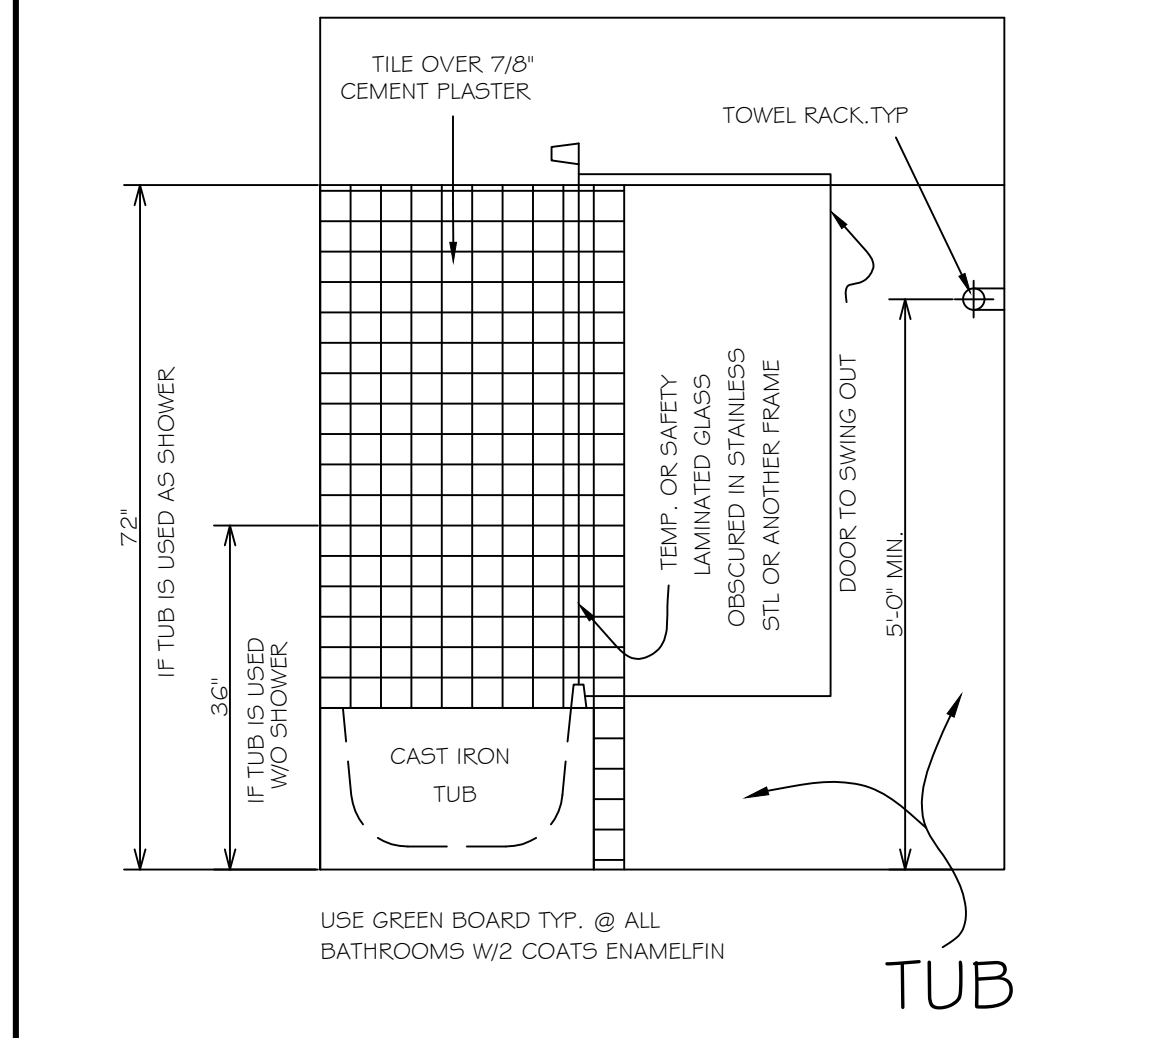 TILE OVER 7/8"
CEMENT PLASTER
TOWEL RACK.TYP
72"
IF TUB IS USED AS SHOWER
36"
IF TUB IS USED
W/O SHOWER
TEMP. OR SAFETY
LAMINATED GLASS
OBSCURED IN STAINLESS
STL OR ANOTHER FRAME
DOOR TO SWING OUT
5'-0" MIN.
CAST IRON
TUB
USE GREEN BOARD TYP. @ ALL
BATHROOMS W/2 COATS ENAMELFIN
TUB